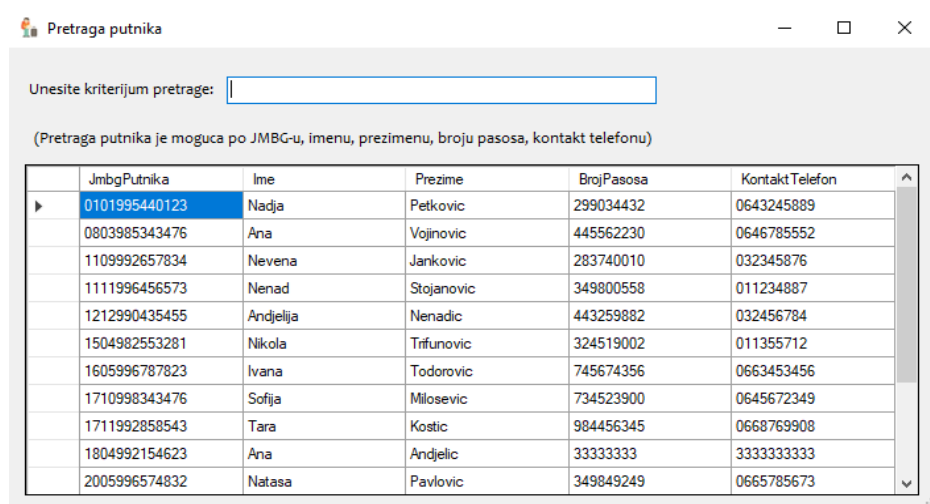 Pretraga putnika
Unesite kriterijum pretrage:
(Pretraga putnika je moguca po JMBG-u, imenu, prezimenu, broju pasosa, kontakt telefonu)
JmbgPutnika Ime Prezime BrojPasosa KontaktTelefon
0101995440123 Nadja Petkovic 299034432 0643245889
0803985343476 Ana Vojinovic 445562230 0646785552
1109992657834 Nevena Jankovic 283740010 032345876
1111996456573 Nenad Stojanovic 349800558 011234887
1212990435455 Andjelija Nenadic 443259882 032456784
1504982553281 Nikola Trifunovic 324519002 011355712
1605996787823 Ivana Todorovic 745674356 0663453456
1710998343476 Sofija Milosevic 734523900 0645672349
1711992858543 Tara Kostic 984456345 0668769908
1804992154623 Ana Andjelic 33333333 3333333333
2005996574832 Natasa Pavlovic 349849249 0665785673